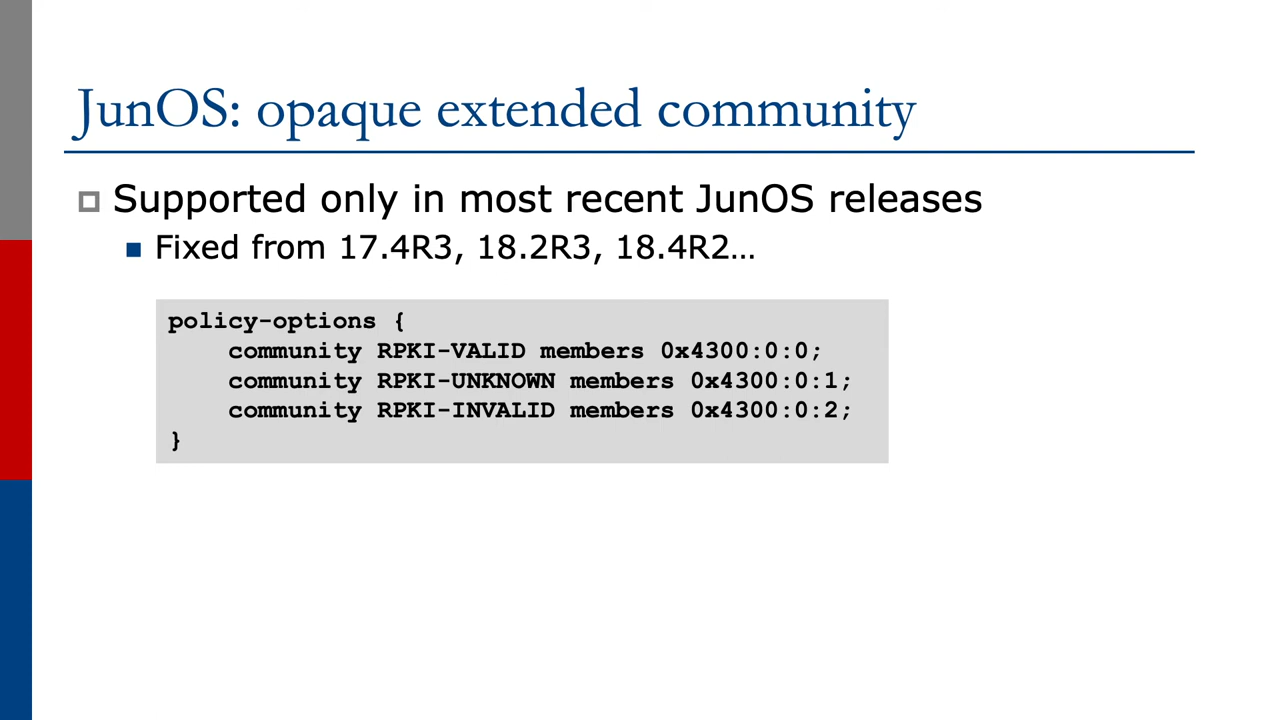 JunOS: opaque extended community
Supported only in most recent JunOS releases
Fixed from 17.4R3, 18.2R3, 18.4R2…
policy-options {
    community RPKI-VALID members 0x4300:0:0;
    community RPKI-UNKNOWN members 0x4300:0:1;
    community RPKI-INVALID members 0x4300:0:2;
}